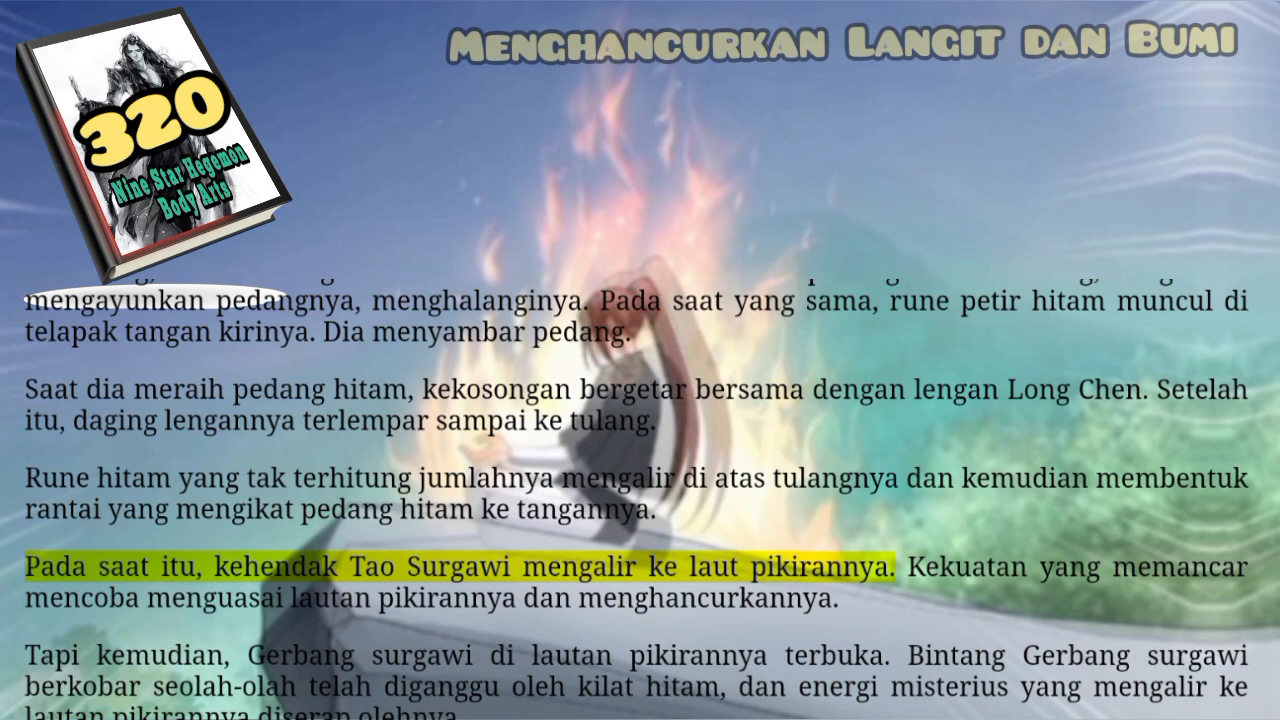 Menghancurkan Langit dan Bumi
320
Nine Star Hegemon
Body Arts
mengayunkan pedangnya, menghalanginya. Pada saat yang sama, rune petir hitam muncul di
telapak tangan kirinya. Dia menyambar pedang.
Saat dia meraih pedang hitam, kekosongan bergetar bersama dengan lengan Long Chen. Setelah
itu, daging lengannya terlempar sampai ke tulang.
Rune hitam yang tak terhitung jumlahnya mengalir di atas tulangnya dan kemudian membentuk
rantai yang mengikat pedang hitam ke tangannya.
Pada saat itu, kehendak Tao Surgawi mengalir ke laut pikirannya. Kekuatan yang memancar
mencoba menguasai lautan pikirannya dan menghancurkannya.
Tapi kemudian, Gerbang surgawi di lautan pikirannya terbuka. Bintang Gerbang surgawi
berkobar seolah-olah telah diganggu oleh kilat hitam, dan energi misterius yang mengalir ke
lautan pikirannya diserap olehnya.